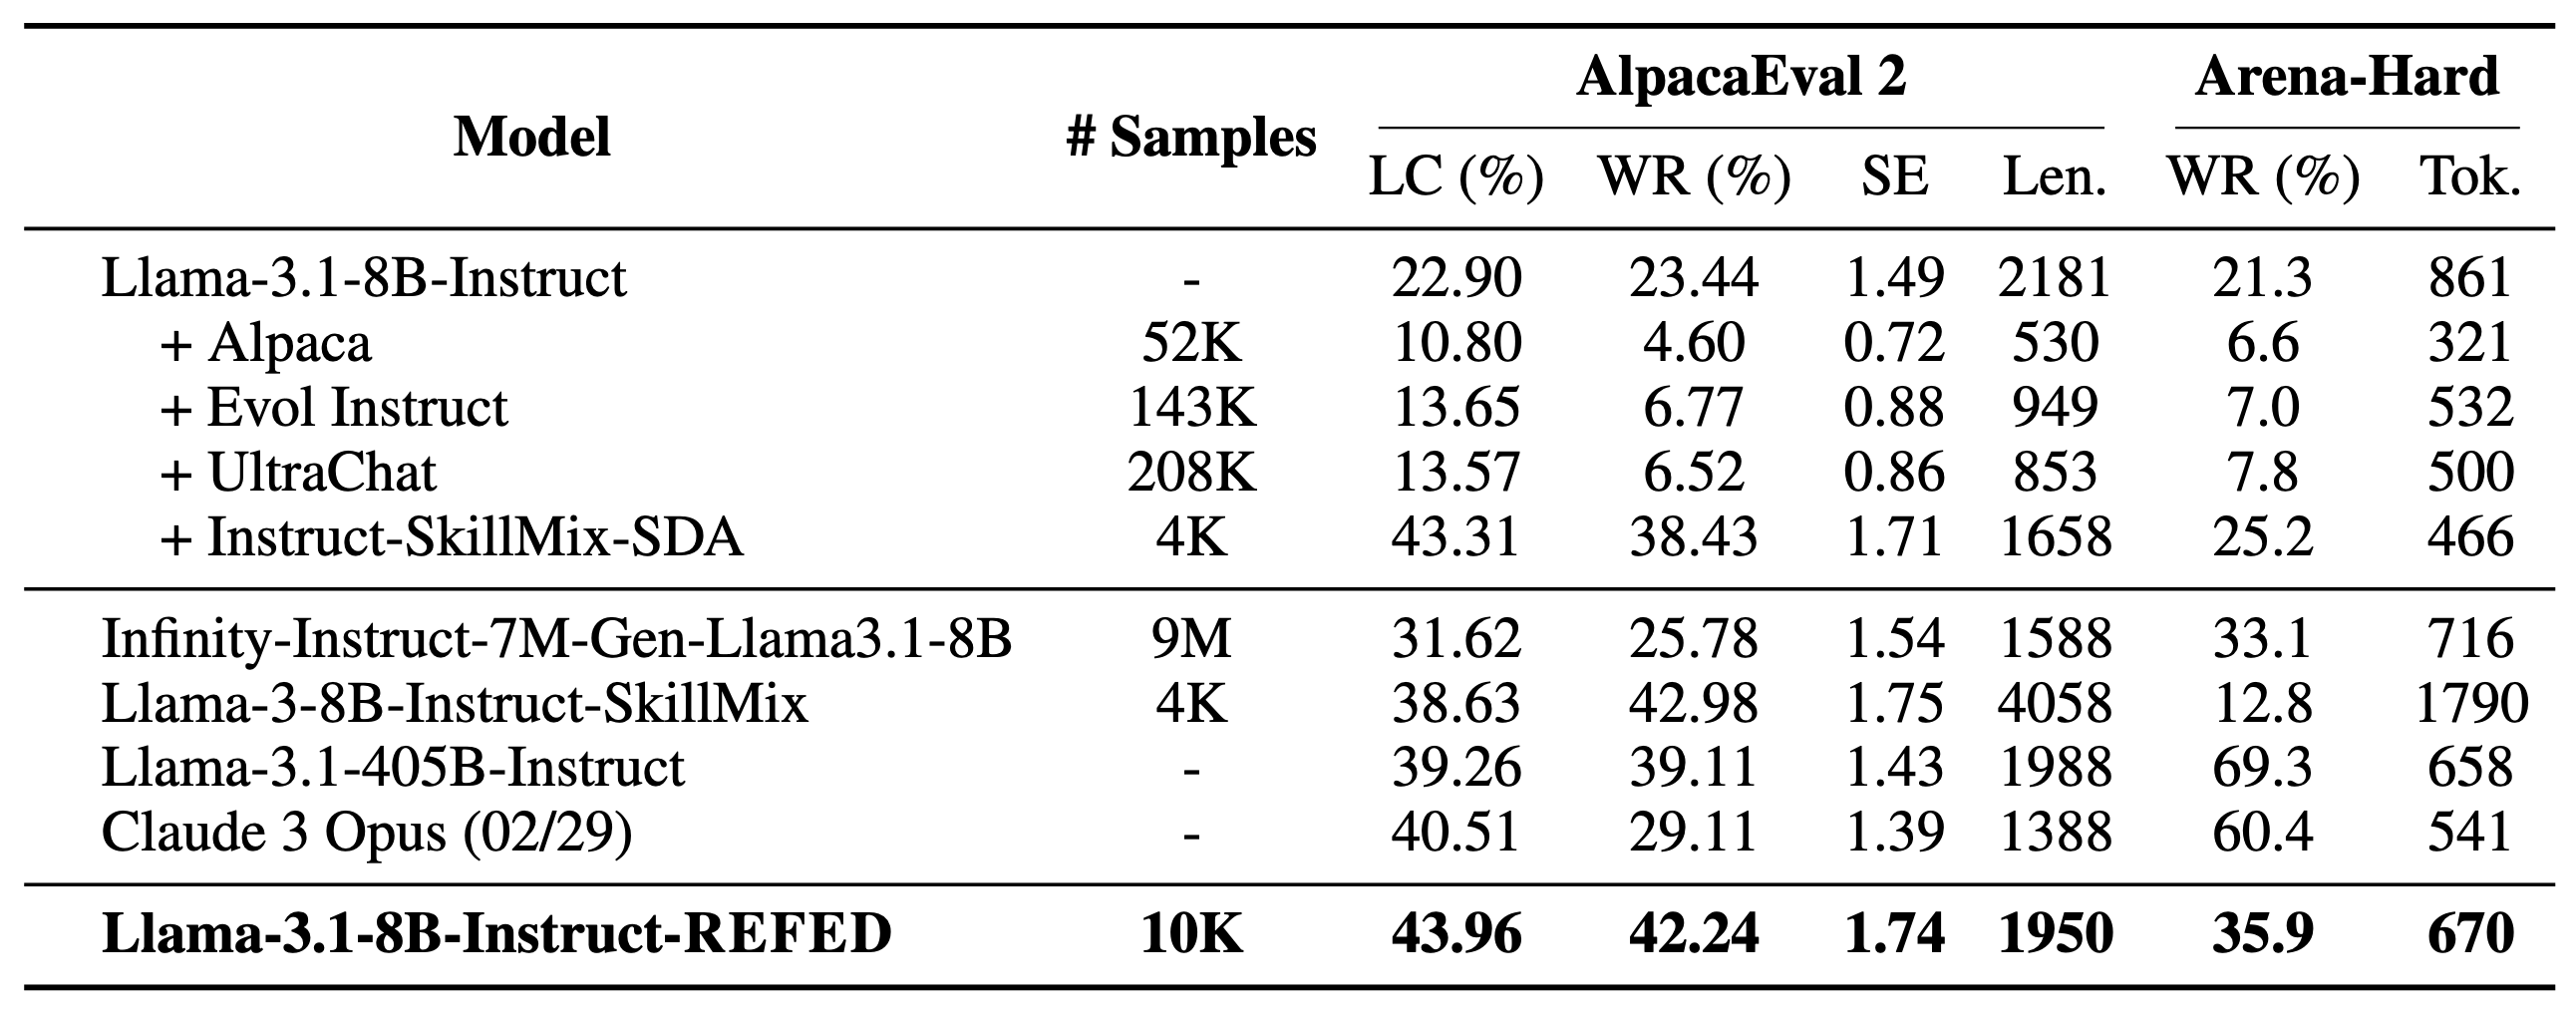 AlpacaEval 2 Arena-Hard
Model # Samples
LC (%) WR (%) SE Len. WR (%) Tok.
Llama-3.1-8B-Instruct - 22.90 23.44 1.49 2181 21.3 861
+ Alpaca 52K 10.80 4.60 0.72 530 6.6 321
+ Evol Instruct 143K 13.65 6.77 0.88 949 7.0 532
+ UltraChat 208K 13.57 6.52 0.86 853 7.8 500
+ Instruct-SkillMix-SDA 4K 43.31 38.43 1.71 1658 25.2 466
Infinity-Instruct-7M-Gen-Llama3.1-8B 9M 31.62 25.78 1.54 1588 33.1 716
Llama-3-8B-Instruct-SkillMix 4K 38.63 42.98 1.75 4058 12.8 1790
Llama-3.1-405B-Instruct - 39.26 39.11 1.43 1988 69.3 658
Claude 3 Opus (02/29) - 40.51 29.11 1.39 1388 60.4 541
Llama-3.1-8B-Instruct-REFED 10K 43.96 42.24 1.74 1950 35.9 670